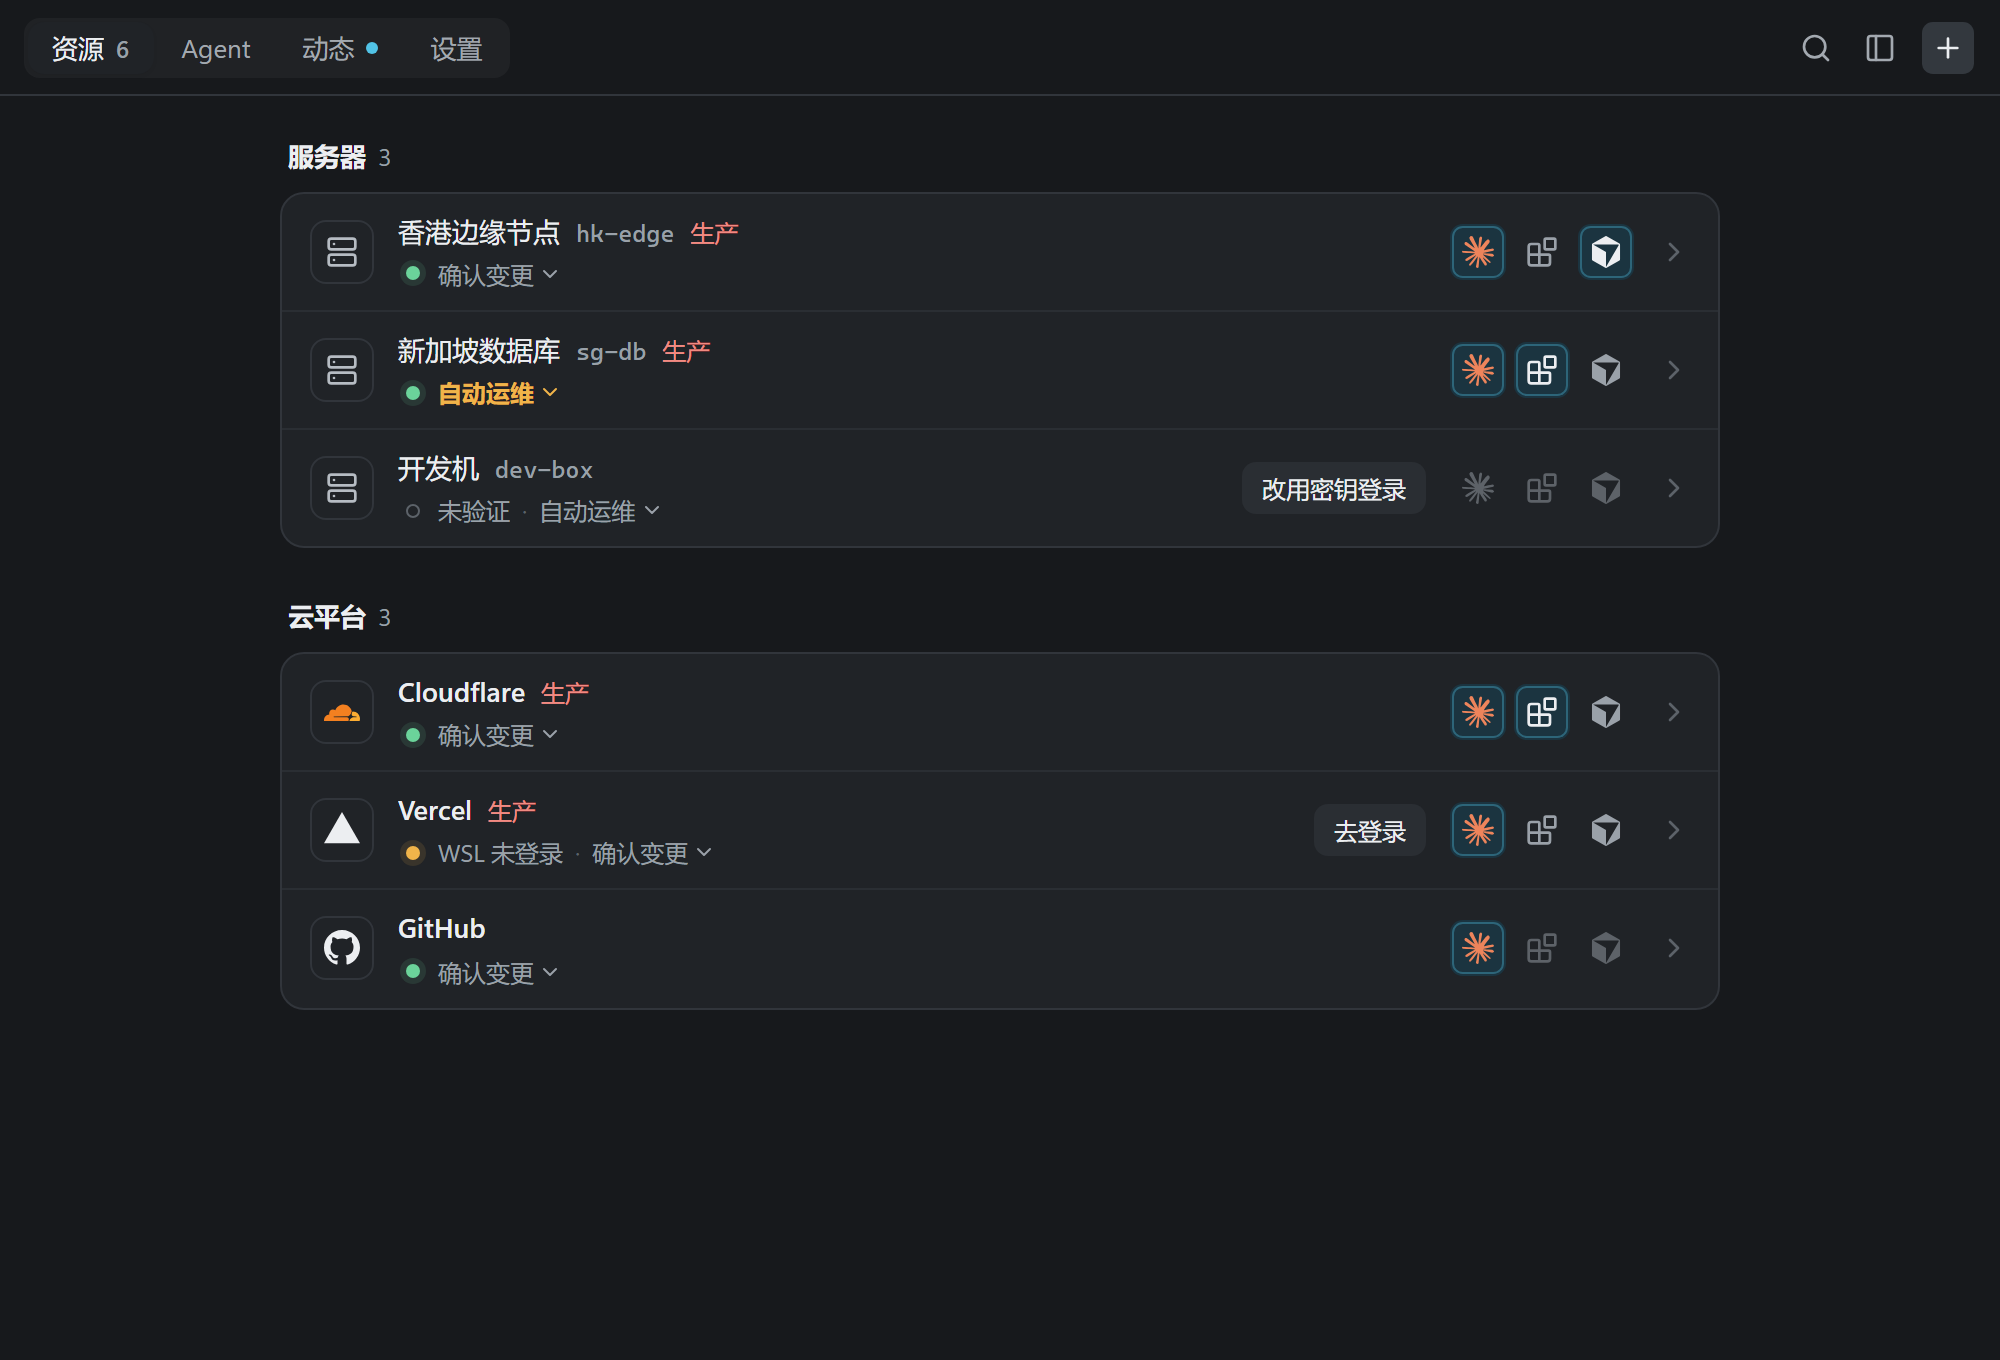 资源 6 Agent 动态 设置
服务器 3
香港边缘节点 hk-edge 生产
确认变更
新加坡数据库 sg-db 生产
自动运维
开发机 dev-box
未验证 · 自动运维
改用密钥登录
云平台 3
Cloudflare 生产
确认变更
Vercel 生产
WSL 未登录 · 确认变更
去登录
GitHub
确认变更